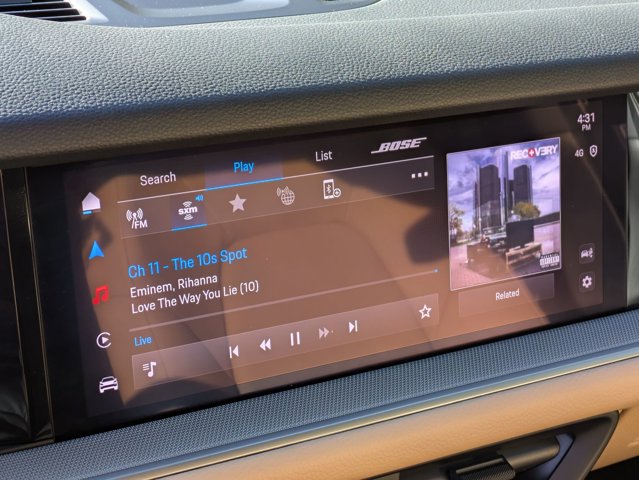 4:31
PM
4G
Search
Play
List
BOSE
FM
sxm
...
RECOVERY
Ch 11 - The 10s Spot
Eminem, Rihanna
Love The Way You Lie (10)
Live
Related